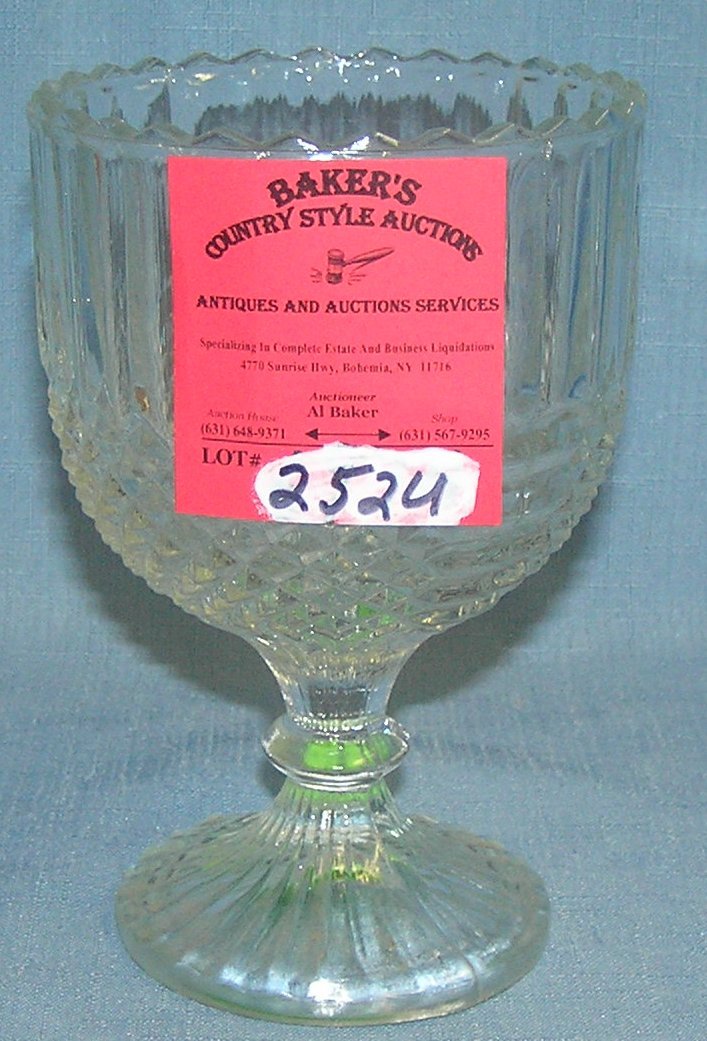 BAKER'S
COUNTRY STYLE AUCTIONS
ANTIQUES AND AUCTIONS SERVICES
Specializing In Complete Estate And Business Liquidations
4770 Sunrise Hwy, Bohemia, NY 11716
Auctioneer
Al Baker
Auction House Shop
(631) 648-9371 (631) 567-9295
LOT# 2524